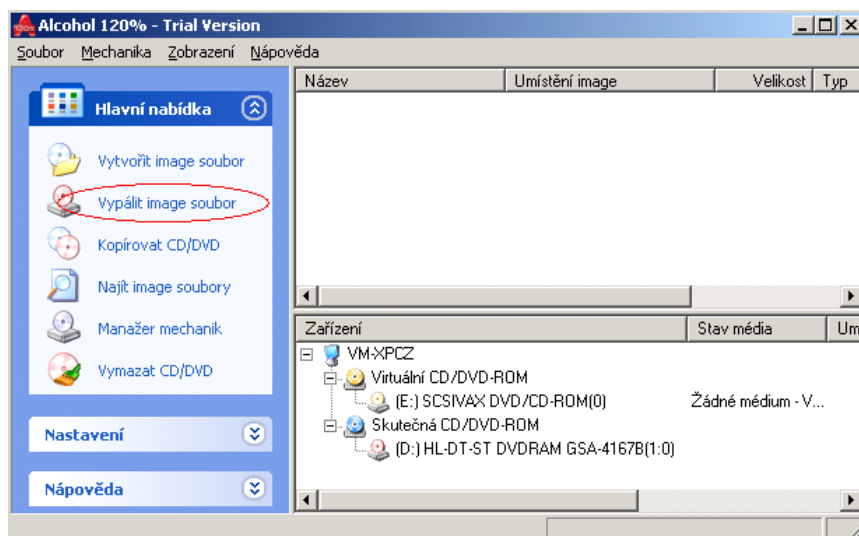 Alcohol 120% - Trial Version
Soubor Mechanika Zobrazení Nápověda
Hlavní nabídka
Vytvořit image soubor
Vypálit image soubor
Kopírovat CD/DVD
Najít image soubory
Manažer mechanik
Vymazat CD/DVD
Nastavení
Nápověda
Název Umístění image Velikost Typ
Zařízení Stav média Um
VM-XPCZ
Virtuální CD/DVD-ROM
(E:) SCSIVAX DVD/CD-ROM(0) Žádné médium - V...
Skutečná CD/DVD-ROM
(D:) HL-DT-ST DVDRAM GSA-4167B(1:0)